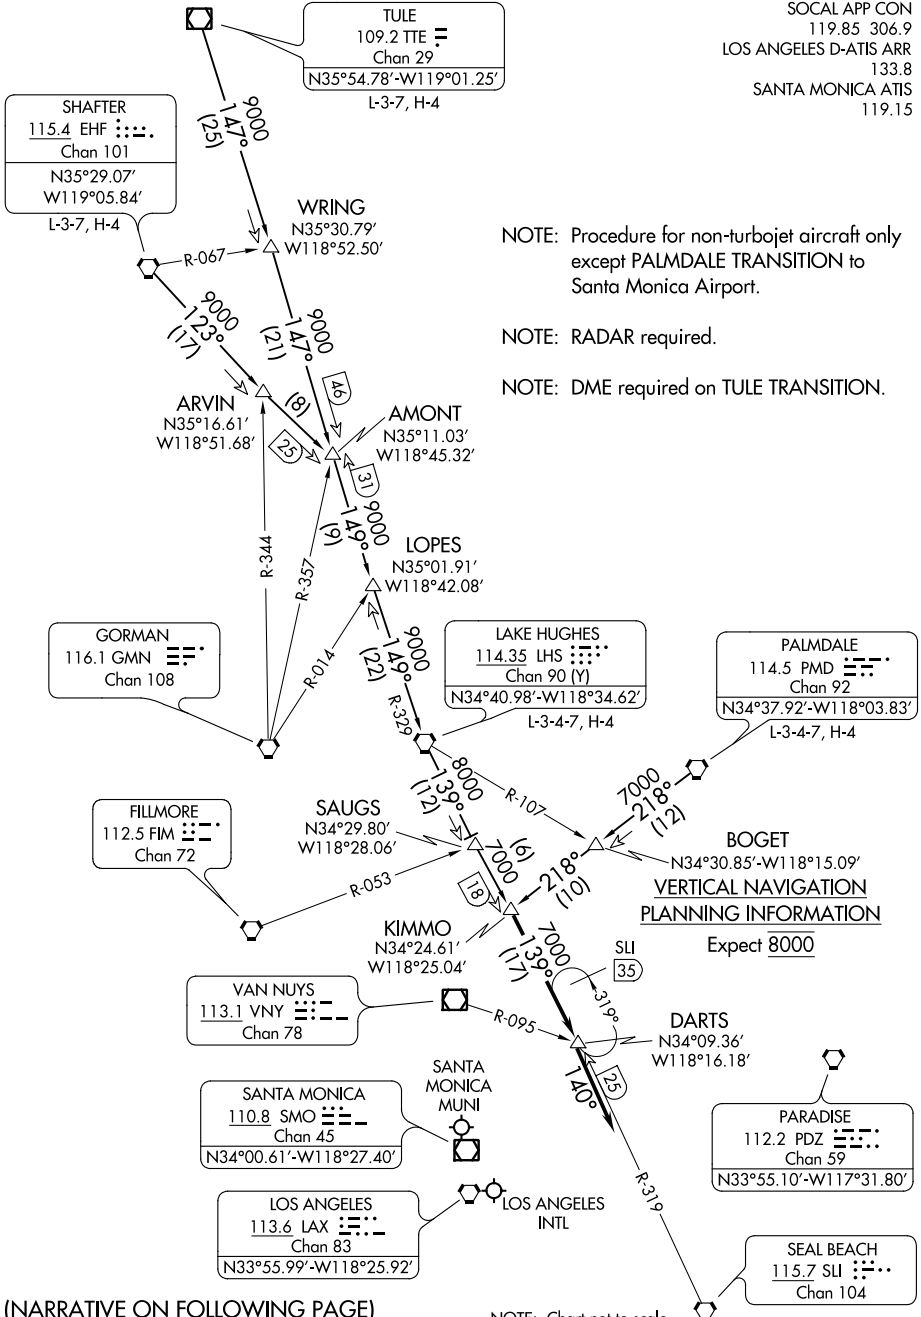 SOCAL APP CON
119.85 306.9
LOS ANGELES D-ATIS ARR
133.8
SANTA MONICA ATIS
119.15
TULE
109.2 TTE
Chan 29
N35°54.78′-W119°01.25′
L-3-7, H-4
SHAFTER
115.4 EHF
Chan 101
N35°29.07′
W119°05.84′
L-3-7, H-4
9000
147°
(25)
WRING
N35°30.79′
W118°52.50′
R-067
NOTE: Procedure for non-turbojet aircraft only
except PALMDALE TRANSITION to
Santa Monica Airport.
NOTE: RADAR required.
NOTE: DME required on TULE TRANSITION.
9000
123°
(17)
9000
147°
(21)
ARVIN
N35°16.61′
W118°51.68′
(8)
46
25
AMONT
N35°11.03′
W118°45.32′
31
9000
149°
(9)
R-344
R-357
LOPES
N35°01.91′
W118°42.08′
GORMAN
116.1 GMN
Chan 108
R-014
9000
149°
(22)
R-329
LAKE HUGHES
114.35 LHS
Chan 90 (Y)
N34°40.98′-W118°34.62′
L-3-4-7, H-4
PALMDALE
114.5 PMD
Chan 92
N34°37.92′-W118°03.83′
L-3-4-7, H-4
8000
139°
(12)
R-107
7000
218°
(12)
FILLMORE
112.5 FIM
Chan 72
SAUGS
N34°29.80′
W118°28.06′
R-053
(6)
7000
18
218°
(10)
BOGET
N34°30.85′-W118°15.09′
VERTICAL NAVIGATION
PLANNING INFORMATION
Expect 8000
KIMMO
N34°24.61′
W118°25.04′
7000
139°
(17)
SLI
35
319°
VAN NUYS
113.1 VNY
Chan 78
R-095
DARTS
N34°09.36′
W118°16.18′
25
140°
SANTA MONICA
110.8 SMO
Chan 45
N34°00.61′-W118°27.40′
SANTA
MONICA
MUNI
PARADISE
112.2 PDZ
Chan 59
N33°55.10′-W117°31.80′
LOS ANGELES
113.6 LAX
Chan 83
N33°55.99′-W118°25.92′
LOS ANGELES
INTL
R-319
SEAL BEACH
115.7 SLI
Chan 104
(NARRATIVE ON FOLLOWING PAGE)
NOTE: Chart not to scale